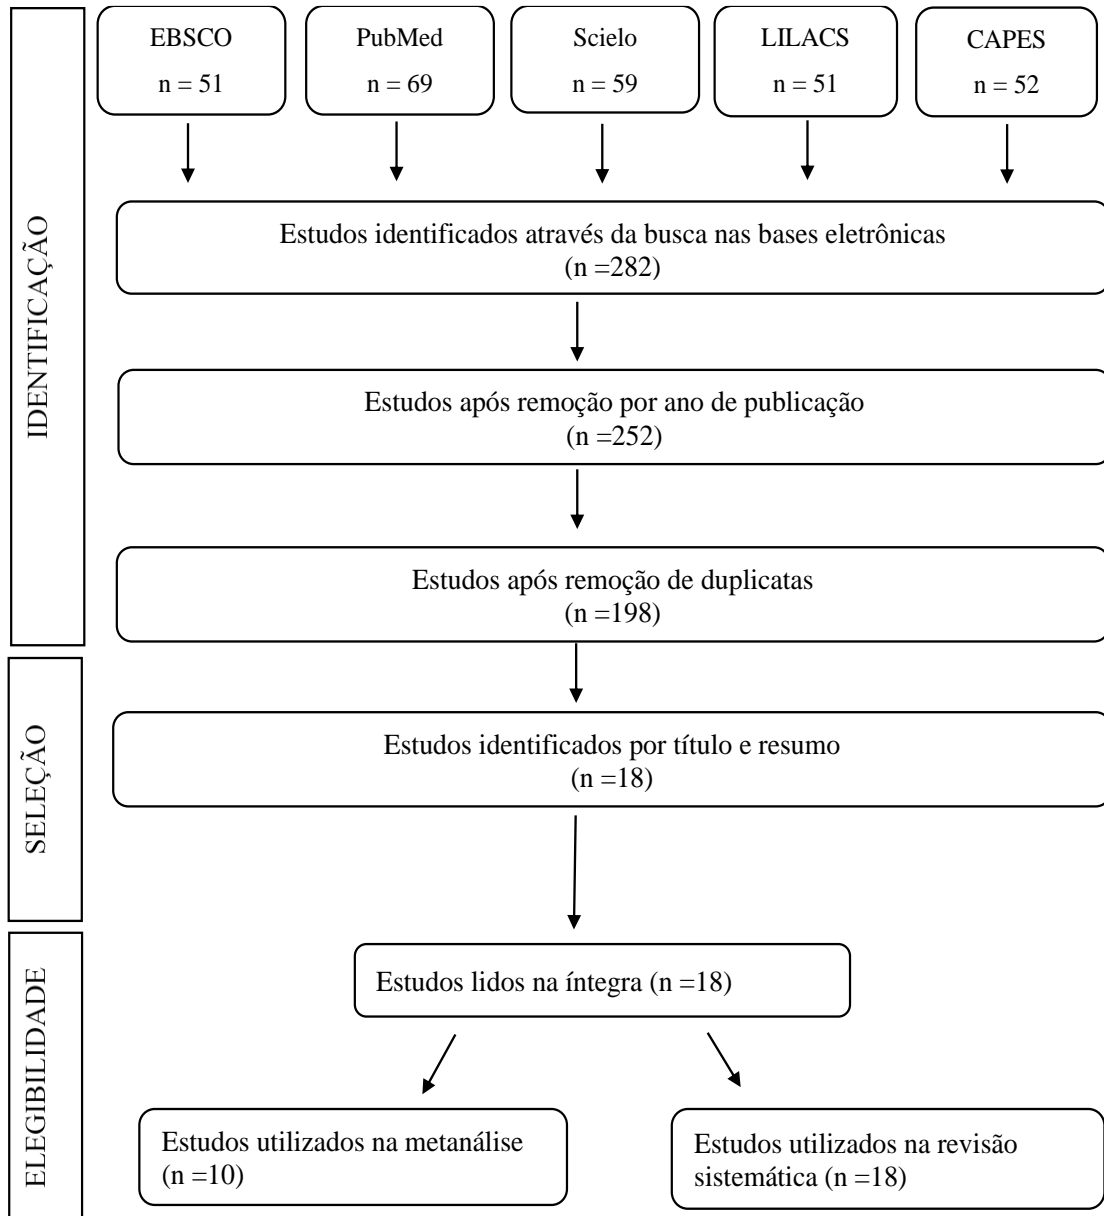 EBSCO
n = 51
PubMed
n = 69
Scielo
n = 59
LILACS
n = 51
CAPES
n = 52
IDENTIFICAÇÃO
Estudos identificados através da busca nas bases eletrônicas
(n =282)
Estudos após remoção por ano de publicação
(n =252)
Estudos após remoção de duplicatas
(n =198)
SELEÇÃO
Estudos identificados por título e resumo
(n =18)
ELEGIBILIDADE
Estudos lidos na íntegra (n =18)
Estudos utilizados na metanálise
(n =10)
Estudos utilizados na revisão
sistemática (n =18)